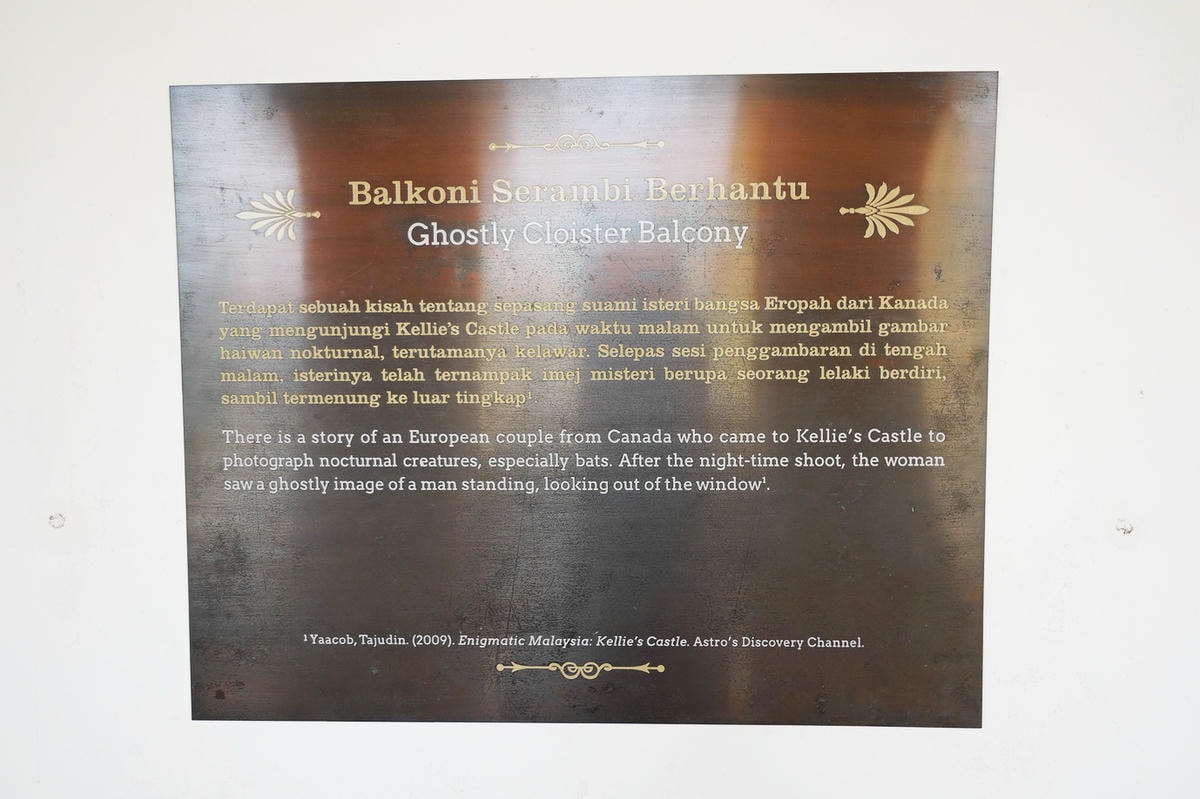 Balkoni Serambi Berhantu
Ghostly Cloister Balcony
Terdapat sebuah kisah tentang sepasang suami isteri bangsa Eropah dari Kanada
yang mengunjungi Kellie's Castle pada waktu malam untuk mengambil gambar
haiwan nokturnal, terutamanya kelawar. Selepas sesi penggambaran di tengah
malam, isterinya telah ternampak imej misteri berupa seorang lelaki berdiri,
sambil termenung ke luar tingkap¹.
There is a story of an European couple from Canada who came to Kellie's Castle to
photograph nocturnal creatures, especially bats. After the night-time shoot, the woman
saw a ghostly image of a man standing, looking out of the window¹.
¹ Yaacob, Tajudin. (2009). Enigmatic Malaysia: Kellie's Castle. Astro's Discovery Channel.